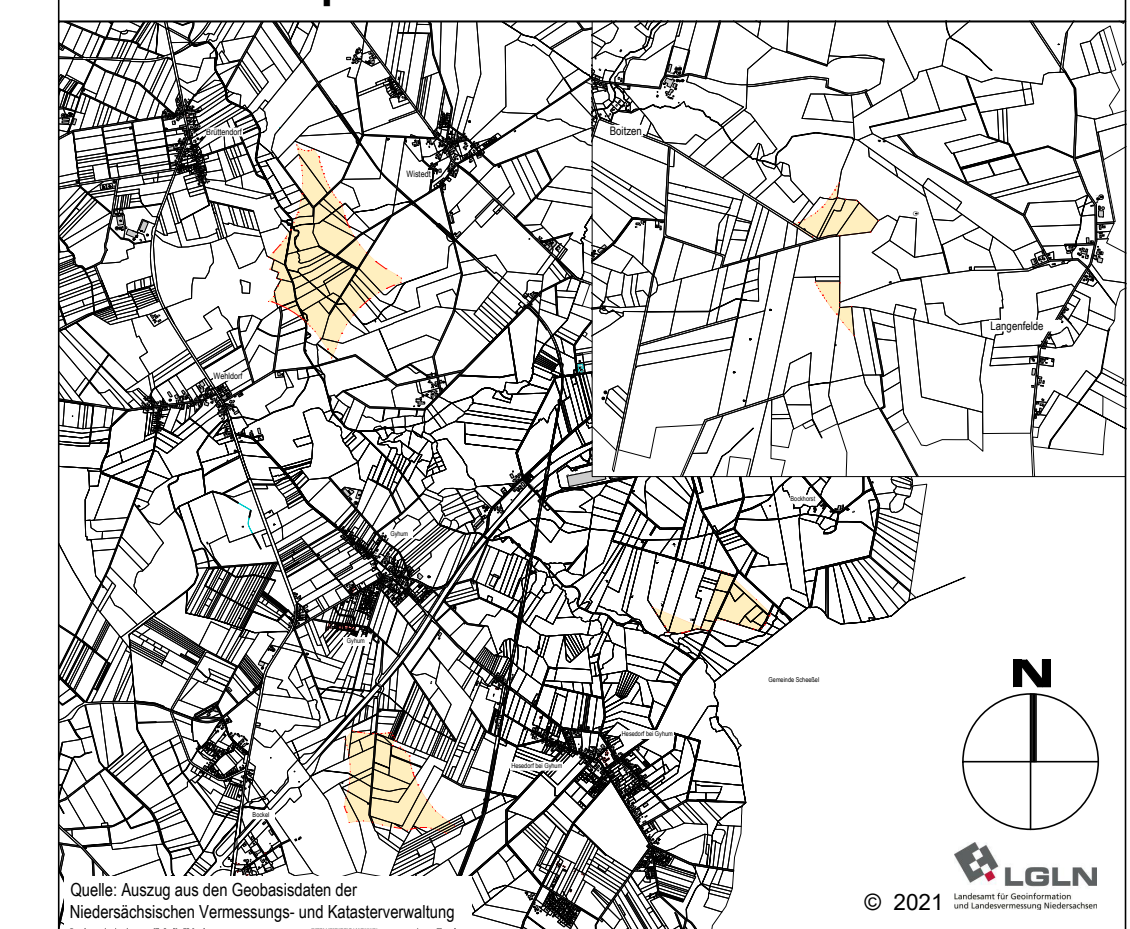 Brüttendorf
Wistedt
Boitzen
Langenfelde
Wehldorf
Bockhorst
Gyhum
Gyhum
Gemeinde Scheeßel
Hesedorf bei Gyhum
Hesedorf bei Gyhum
Bockel
N
Quelle: Auszug aus den Geobasisdaten der
Niedersächsischen Vermessungs- und Katasterverwaltung
© 2021
LGLN
Landesamt für Geoinformation
und Landesvermessung Niedersachsen